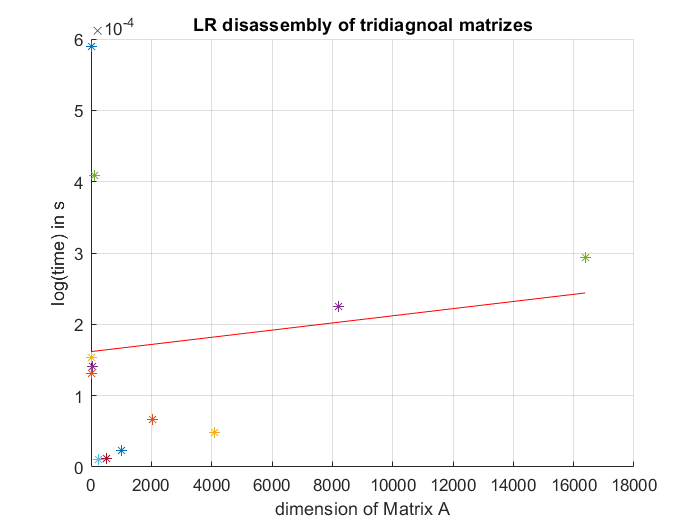 LR disassembly of tridiagnoal matrizes
×10⁻⁴
6
5
4
3
2
1
0
log(time) in s
0 2000 4000 6000 8000 10000 12000 14000 16000 18000
dimension of Matrix A